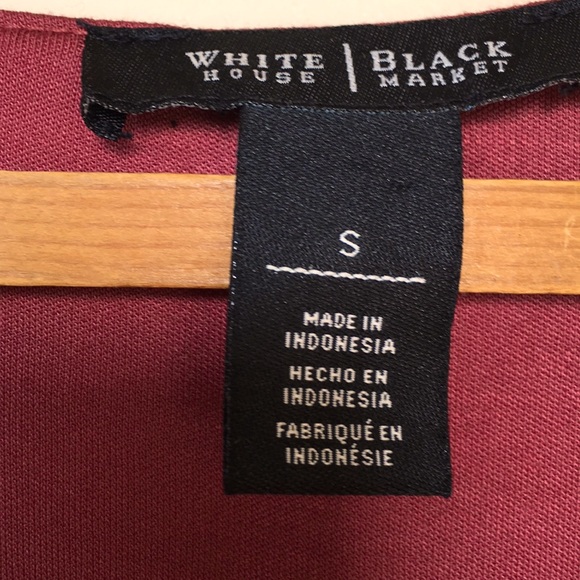 WHITE HOUSE | BLACK MARKET
S
MADE IN
INDONESIA
HECHO EN
INDONESIA
FABRIQUÉ EN
INDONÉSIE